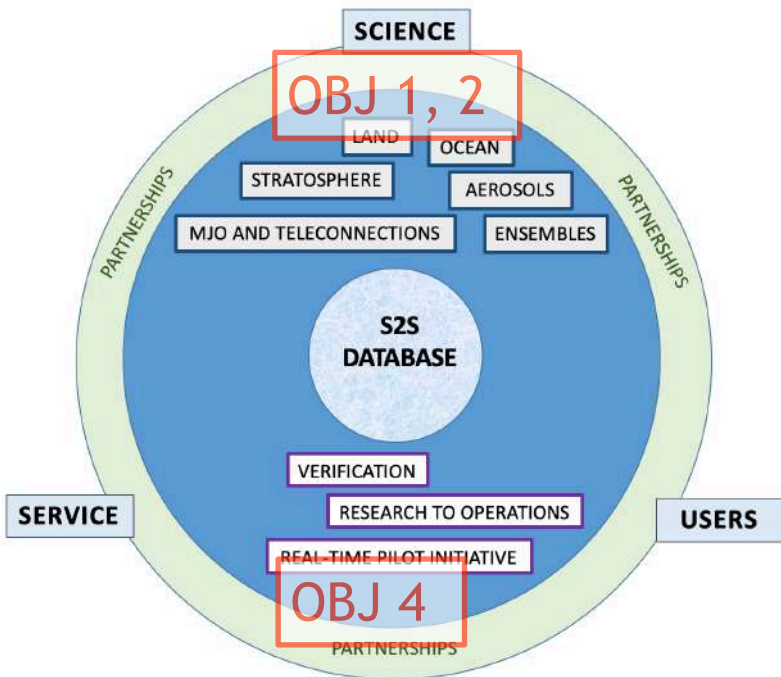 SCIENCE
OBJ 1, 2
LAND
OCEAN
STRATOSPHERE
AEROSOLS
MJO AND TELECONNECTIONS
ENSEMBLES
PARTNERSHIPS
PARTNERSHIPS
S2S
DATABASE
VERIFICATION
SERVICE
RESEARCH TO OPERATIONS
USERS
REAL-TIME PILOT INITIATIVE
OBJ 4
PARTNERSHIPS